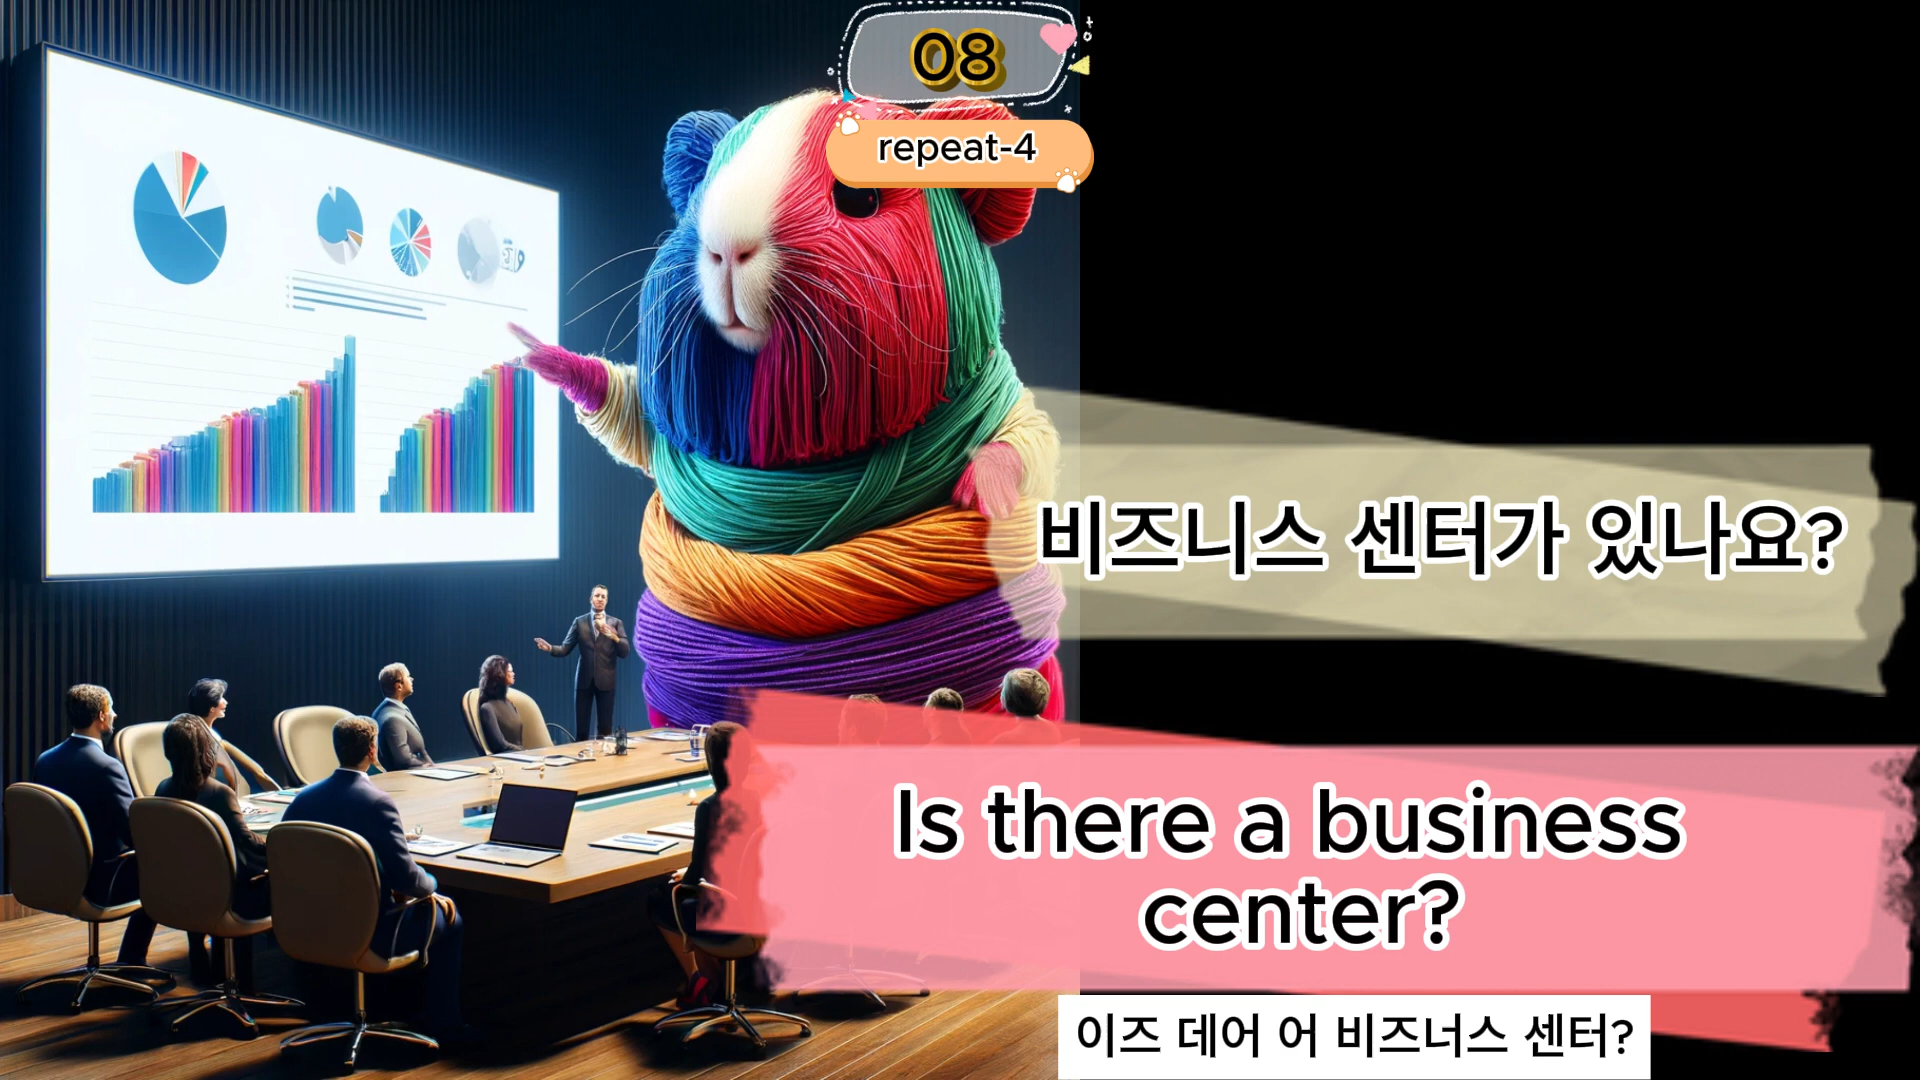 08
repeat-4
비즈니스 센터가 있나요?
Is there a business
center?
이즈 데어 어 비즈너스 센터?